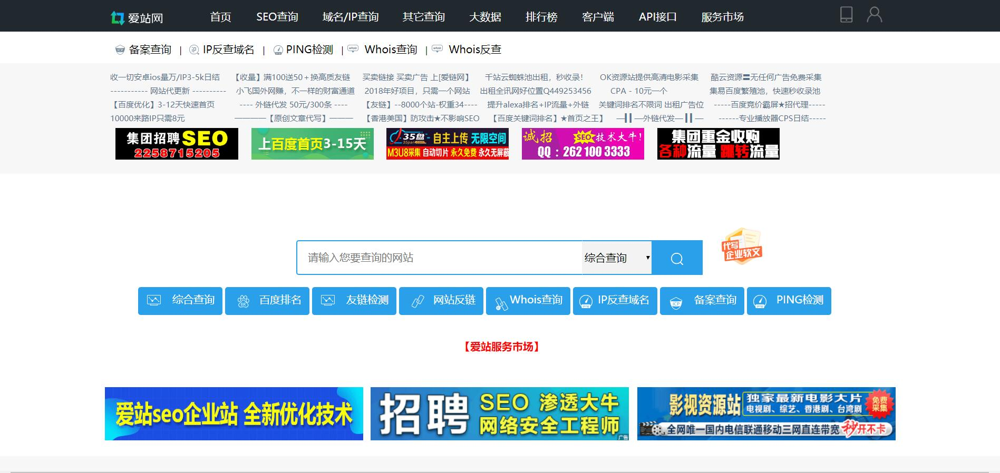 爱站网 首页 SEO查询 域名/IP查询 其它查询 大数据 排行榜 客户端 API接口 服务市场
备案查询 | IP反查域名 | PING检测 | Whois查询 | Whois反查
收一切安卓ios量万/IP3-5k日结 【收量】满100送50＋换高质友链 买卖链接 买卖广告 上[爱链网】 千站云蜘蛛池出租，秒收录！ OK资源站提供高清电影采集 酷云资源〓无任何广告免费采集
----------- 网站代更新 ---------- 小飞国外网赚，不一样的财富通道 2018年好项目，只需一个网站 出租全讯网好位置Q449253456 CPA - 10元一个 集易百度繁殖池，快速秒收录池
【百度优化】3-12天快速首页 ---- 外链代发 50元/300条 ---- 【友链】--8000个站-权重34---- 提升alexa排名+IP流量+外链 关键词排名不限词 出租广告位 -----百度竞价霸屏★招代理-----
10000来路IP只需8元 ————【原创文章代写】——— 【香港美国】防攻击★不影响SEO 【百度关键词排名】★首页之王】 —┃┃—外链代发—┃┃— ------专业播放器CPS日结-----
集团招聘SEO
2258715205
上百度首页3-15天
35盘 自主上传 无限空间
35pan.com
M3U8采集 自动切片 永久免费 永久无屏蔽
诚招 SEO 技术大牛!
QQ：262 100 3333
集团重金收购
各种流量 跳转流量
请输入您要查询的网站 综合查询
代写
企业软文
综合查询 百度排名 友链检测 网站反链 Whois查询 IP反查域名 备案查询 PING检测
【爱站服务市场】
爱站seo企业站 全新优化技术
招聘 SEO 渗透大牛
网络安全工程师
广告
影视资源站 独家最新电影大片
电视剧、综艺、香港剧、台湾剧
免费
采集
全网唯一国内电信联通移动三网直连带宽 秒开不卡